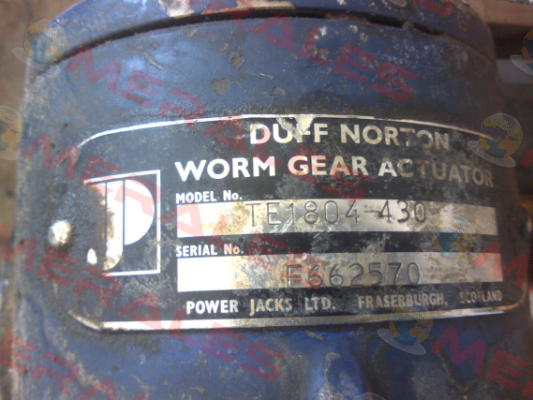 DUFF NORTON
WORM GEAR ACTUATOR
MODEL No.
TE1804-430
SERIAL No.
E662570
POWER JACKS LTD. FRASERBURGH, SCOTLAND